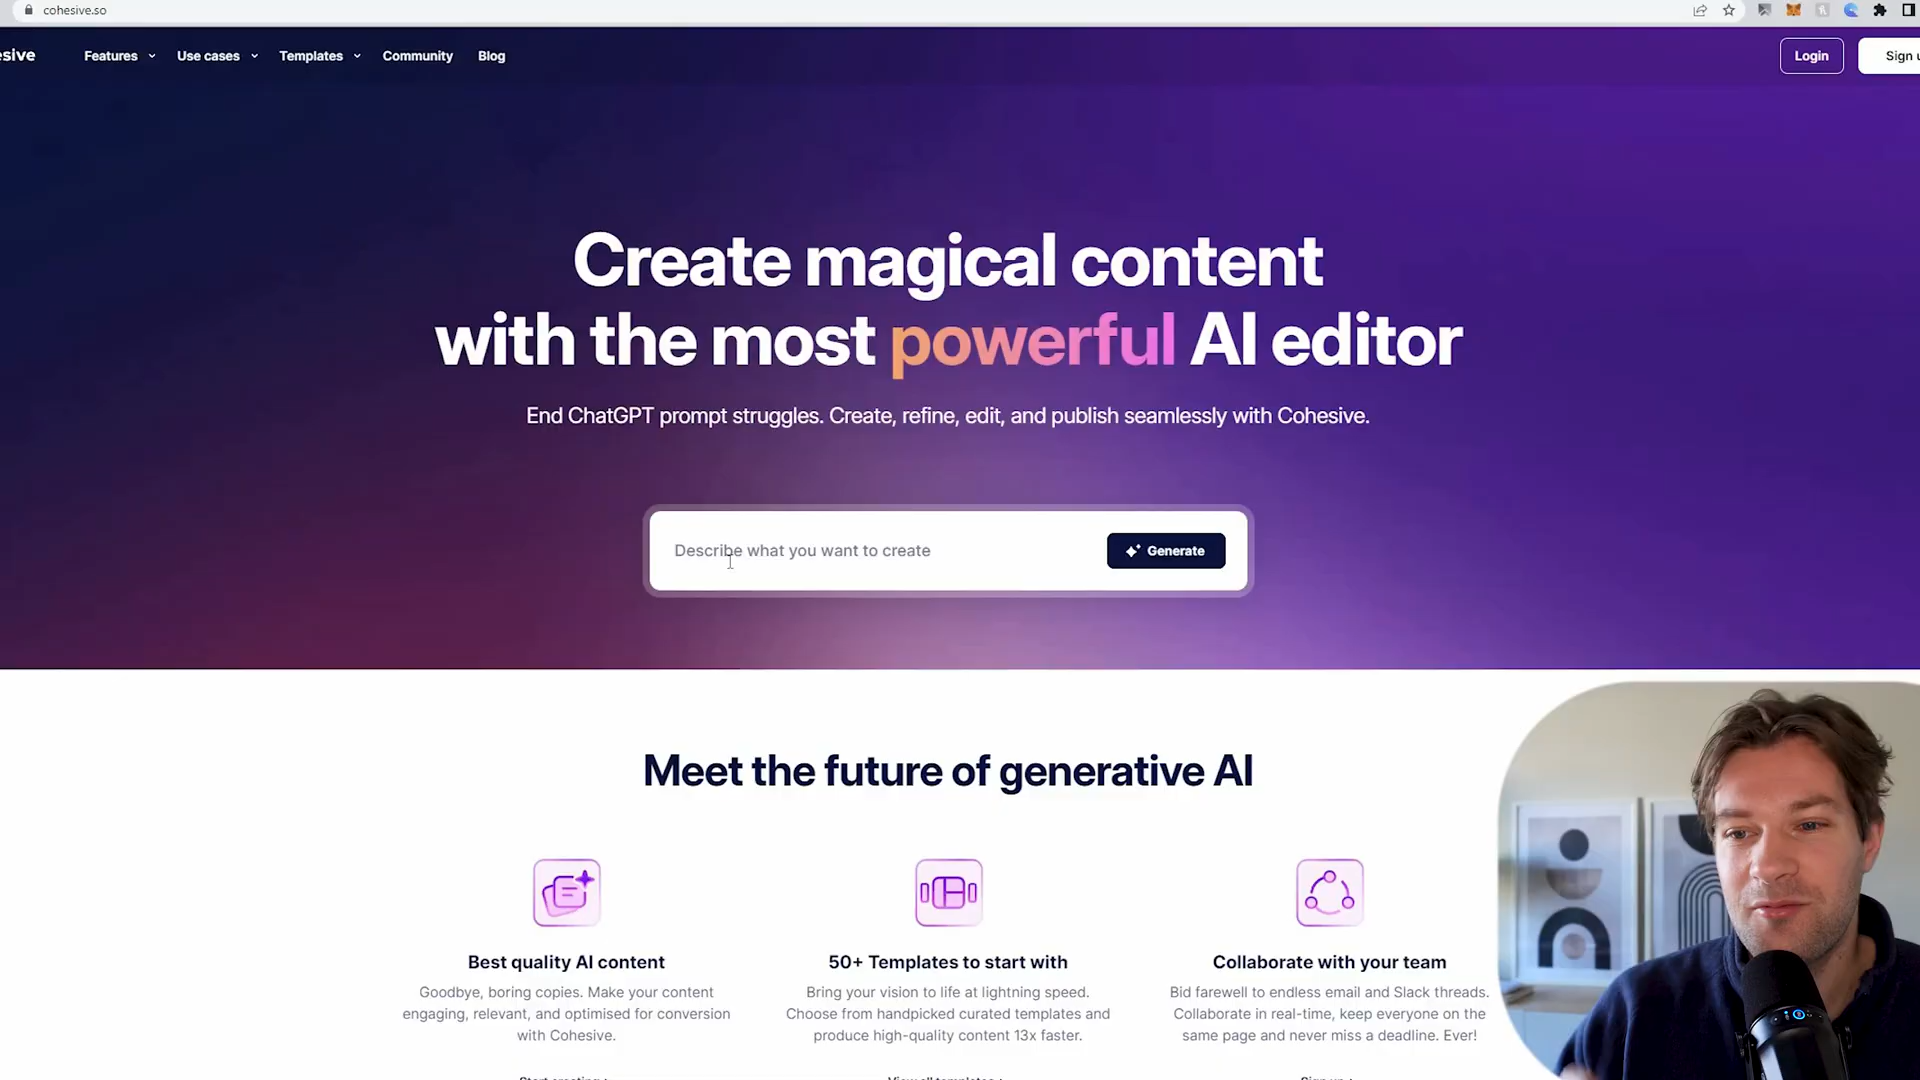 cohesive.so
esive
Features
Use cases
Templates
Community
Blog
Login
Sign u
Create magical content
with the most powerful AI editor
End ChatGPT prompt struggles. Create, refine, edit, and publish seamlessly with Cohesive.
Describe what you want to create
Generate
Meet the future of generative AI
Best quality AI content
Goodbye, boring copies. Make your content
engaging, relevant, and optimised for conversion
with Cohesive.
50+ Templates to start with
Bring your vision to life at lightning speed.
Choose from handpicked curated templates and
produce high-quality content 13x faster.
Collaborate with your team
Bid farewell to endless email and Slack threads.
Collaborate in real-time, keep everyone on the
same page and never miss a deadline. Ever!